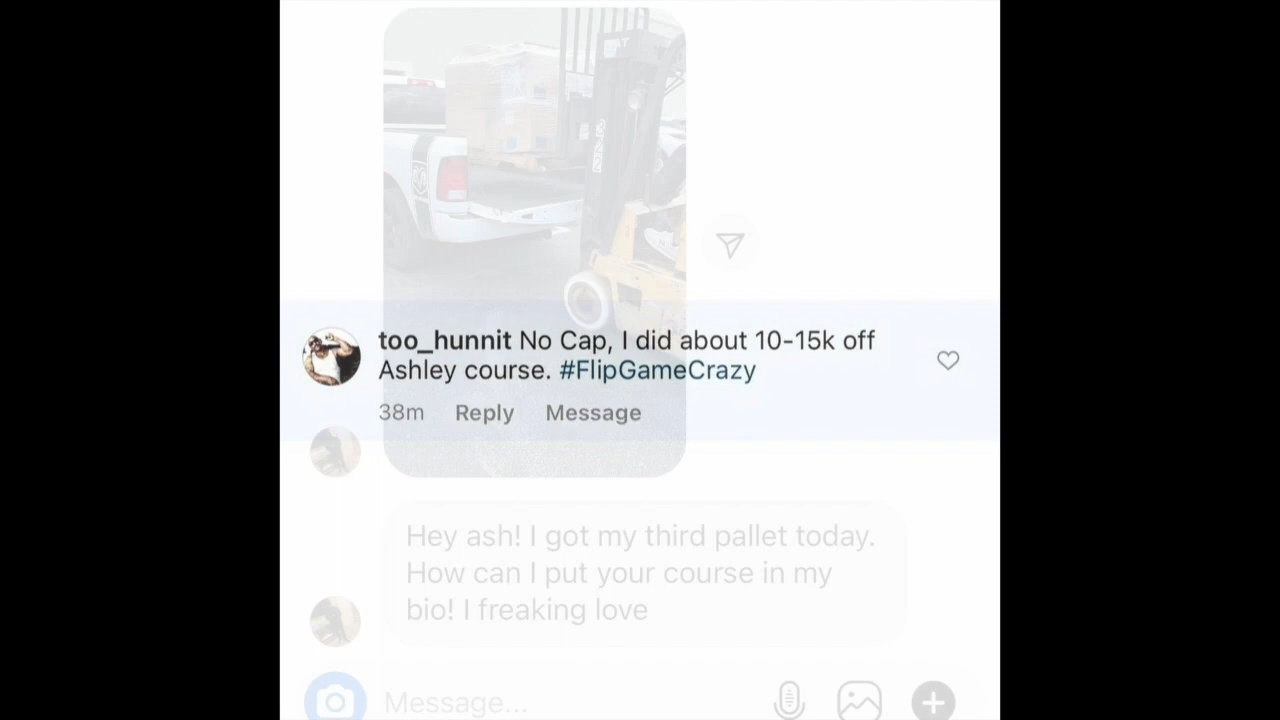 too_hunnit No Cap, I did about 10-15k off
Ashley course. #FlipGameCrazy
38m Reply Message
Hey ash! I got my third pallet today.
How can I put your course in my
bio! I freaking love
Message...